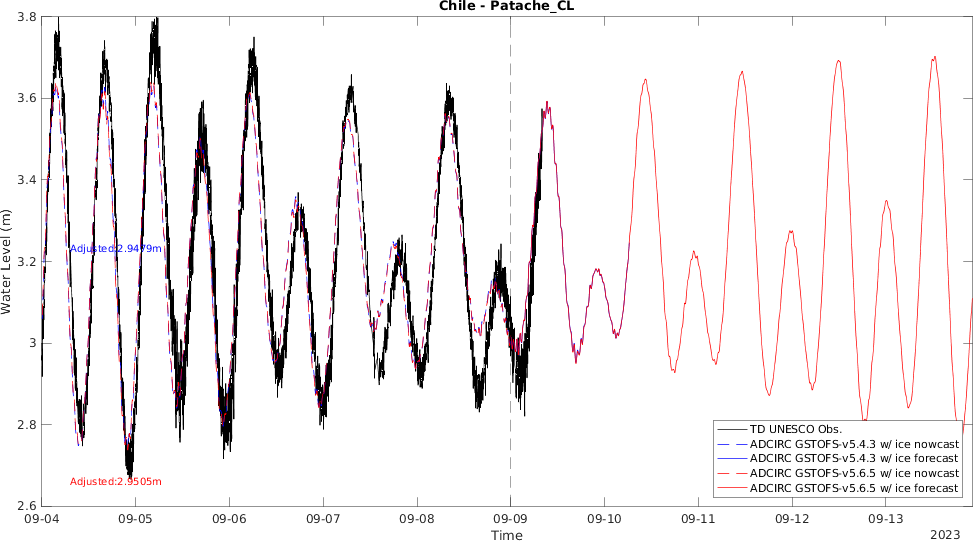 Chile - Patache_CL
Water Level (m)
3.8
3.6
3.4
3.2
3
2.8
2.6
Adjusted:2.9479m
Adjusted:2.9505m
TD UNESCO Obs.
ADCIRC GSTOFS-v5.4.3 w/ ice nowcast
ADCIRC GSTOFS-v5.4.3 w/ ice forecast
ADCIRC GSTOFS-v5.6.5 w/ ice nowcast
ADCIRC GSTOFS-v5.6.5 w/ ice forecast
09-04 09-05 09-06 09-07 09-08 09-09 09-10 09-11 09-12 09-13
Time
2023